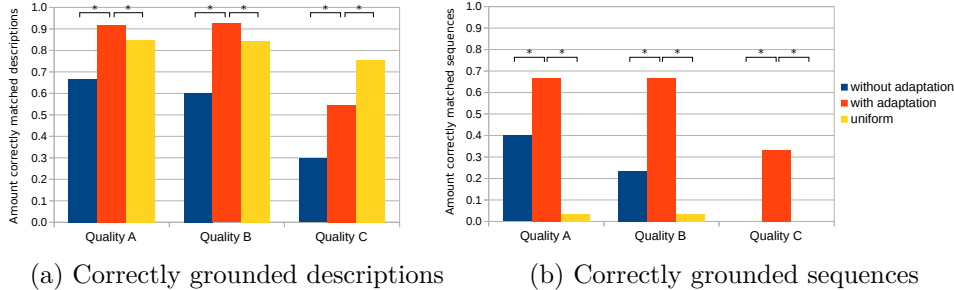 Amount correctly matched descriptions
1.0
0.9
0.8
0.7
0.6
0.5
0.4
0.3
0.2
0.1
0.0
* * * * * *
Quality A Quality B Quality C
(a) Correctly grounded descriptions
Amount correctly matched sequences
1.0
0.9
0.8
0.7
0.6
0.5
0.4
0.3
0.2
0.1
0.0
* * * * * *
Quality A Quality B Quality C
without adaptation
with adaptation
uniform
(b) Correctly grounded sequences